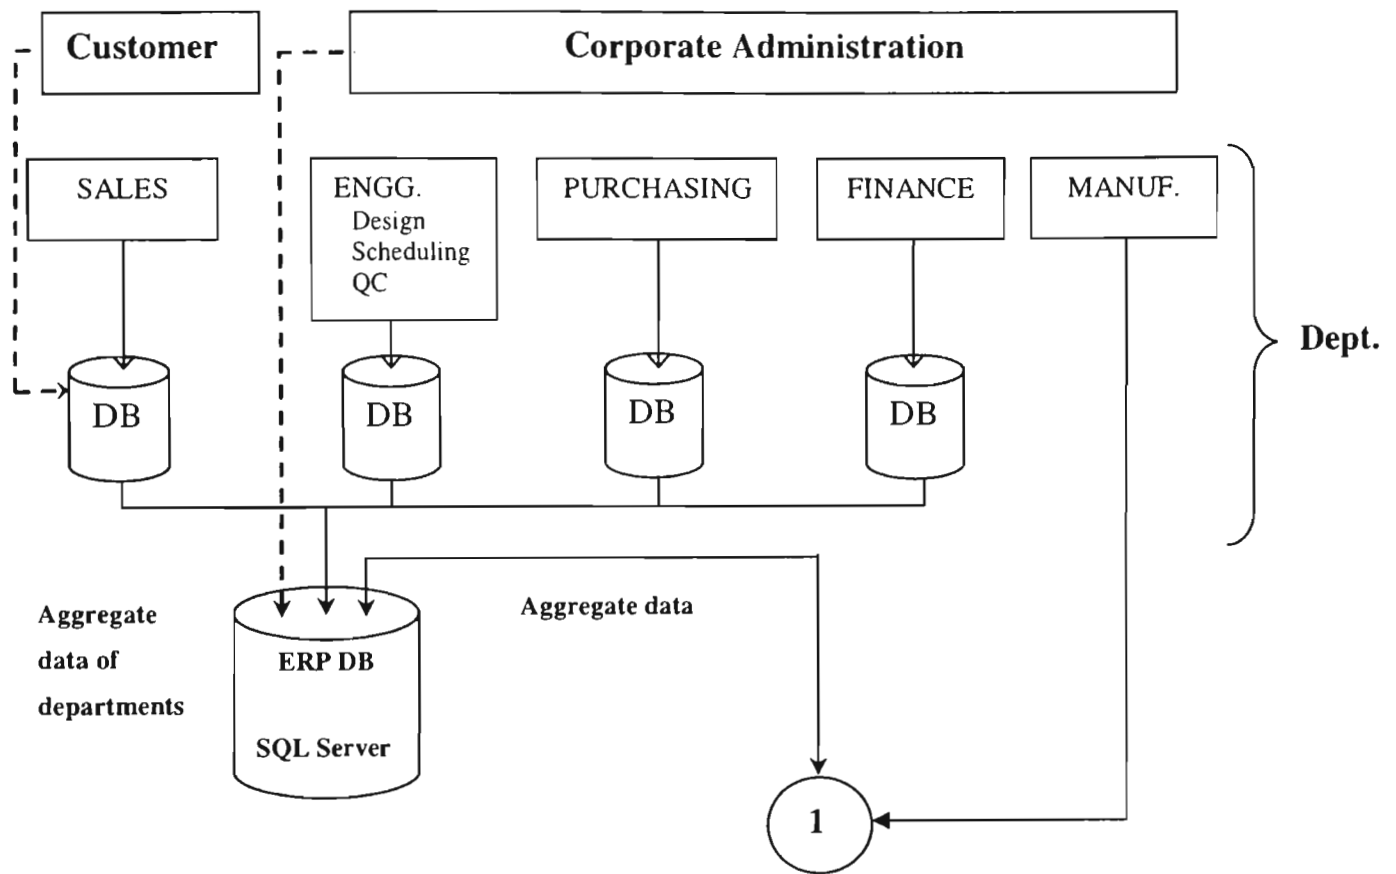 Customer
Corporate Administration
SALES
ENGG.
Design
Scheduling
QC
PURCHASING
FINANCE
MANUF.
Dept.
DB
DB
DB
DB
Aggregate
data of
departments
Aggregate data
ERP DB
SQL Server
1